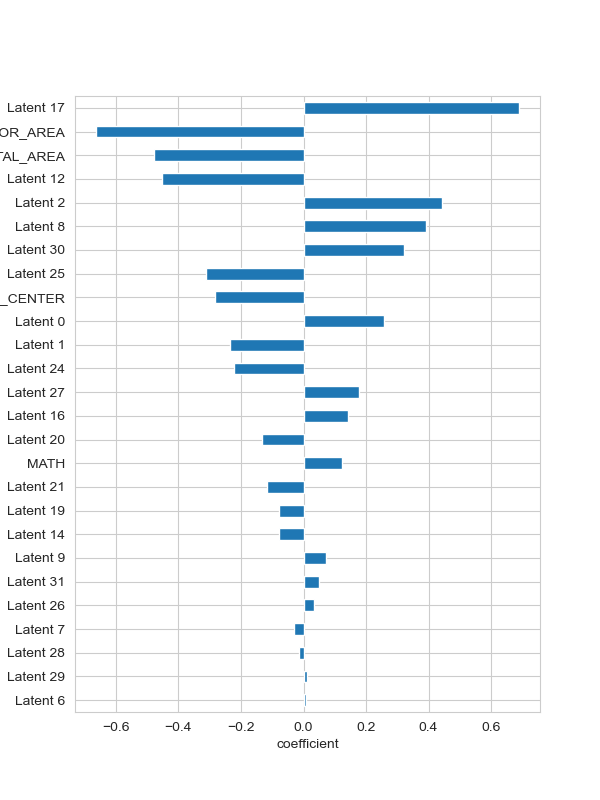 Latent 17
OR_AREA
TAL_AREA
Latent 12
Latent 2
Latent 8
Latent 30
Latent 25
_CENTER
Latent 0
Latent 1
Latent 24
Latent 27
Latent 16
Latent 20
MATH
Latent 21
Latent 19
Latent 14
Latent 9
Latent 31
Latent 26
Latent 7
Latent 28
Latent 29
Latent 6
−0.6 −0.4 −0.2 0.0 0.2 0.4 0.6
coefficient